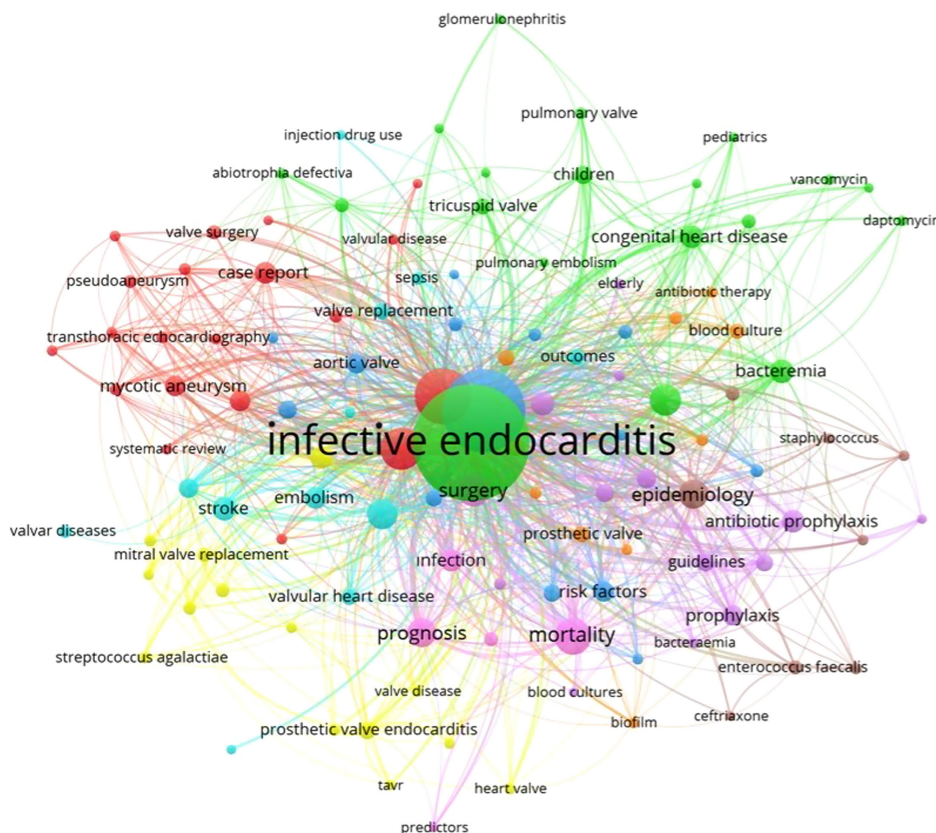 glomerulonephritis
pulmonary valve
injection drug use
pediatrics
abiotrophia defectiva
children
vancomycin
tricuspid valve
daptomycin
valve surgery
valvular disease
congenital heart disease
pulmonary embolism
case report
sepsis
pseudoaneurysm
elderly
antibiotic therapy
valve replacement
blood culture
transthoracic echocardiography
outcomes
aortic valve
bacteremia
mycotic aneurysm
infective endocarditis
staphylococcus
systematic review
surgery
epidemiology
embolism
stroke
antibiotic prophylaxis
valvar diseases
prosthetic valve
mitral valve replacement
infection
guidelines
risk factors
valvular heart disease
prophylaxis
prognosis
mortality
bacteraemia
streptococcus agalactiae
enterococcus faecalis
valve disease
blood cultures
ceftriaxone
biofilm
prosthetic valve endocarditis
tavr
heart valve
predictors